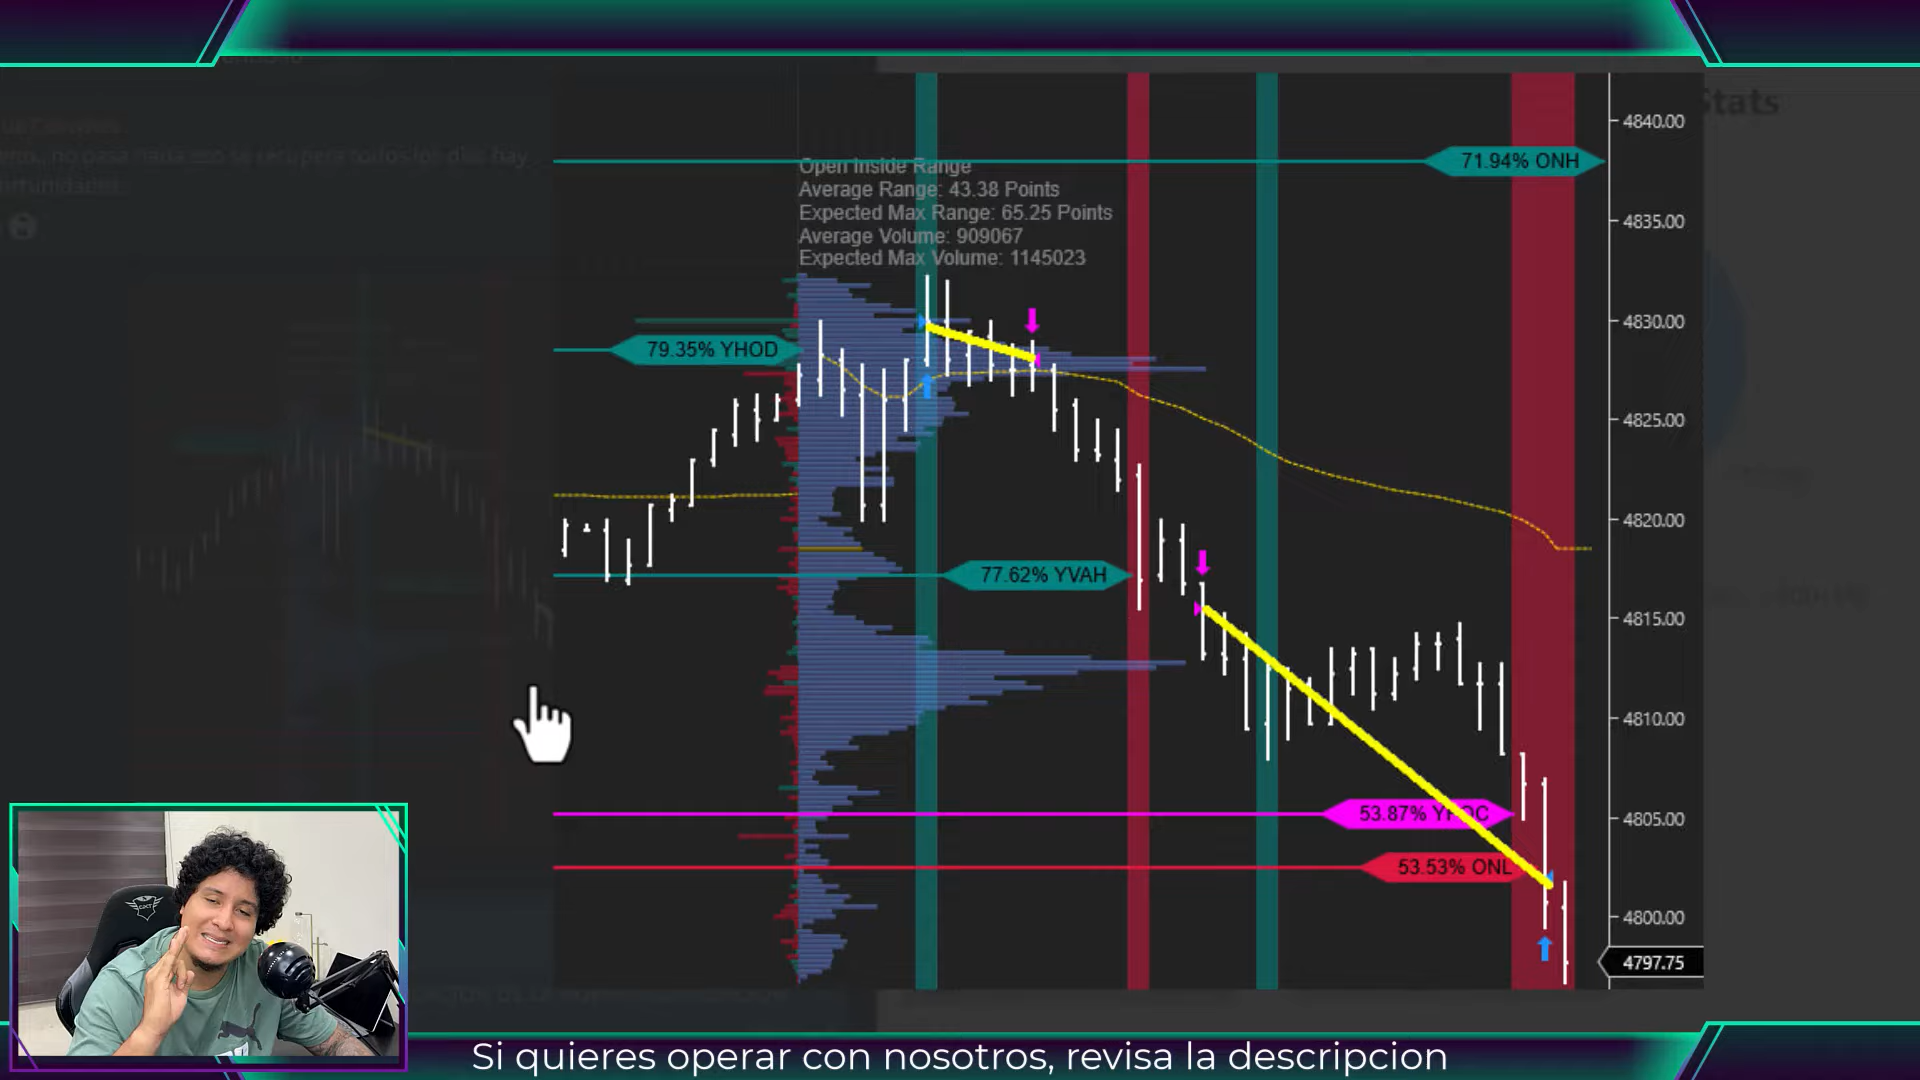 Stats
4840.00
71.94% ONH
Open Inside Range
Average Range: 43.38 Points
Expected Max Range: 65.25 Points
Average Volume: 909067
Expected Max Volume: 1145023
4835.00
4830.00
79.35% YHOD
4825.00
4820.00
77.62% YVAH
4815.00
4810.00
53.87% YPOC
4805.00
53.53% ONL
4800.00
4797.75
Si quieres operar con nosotros, revisa la descripcion